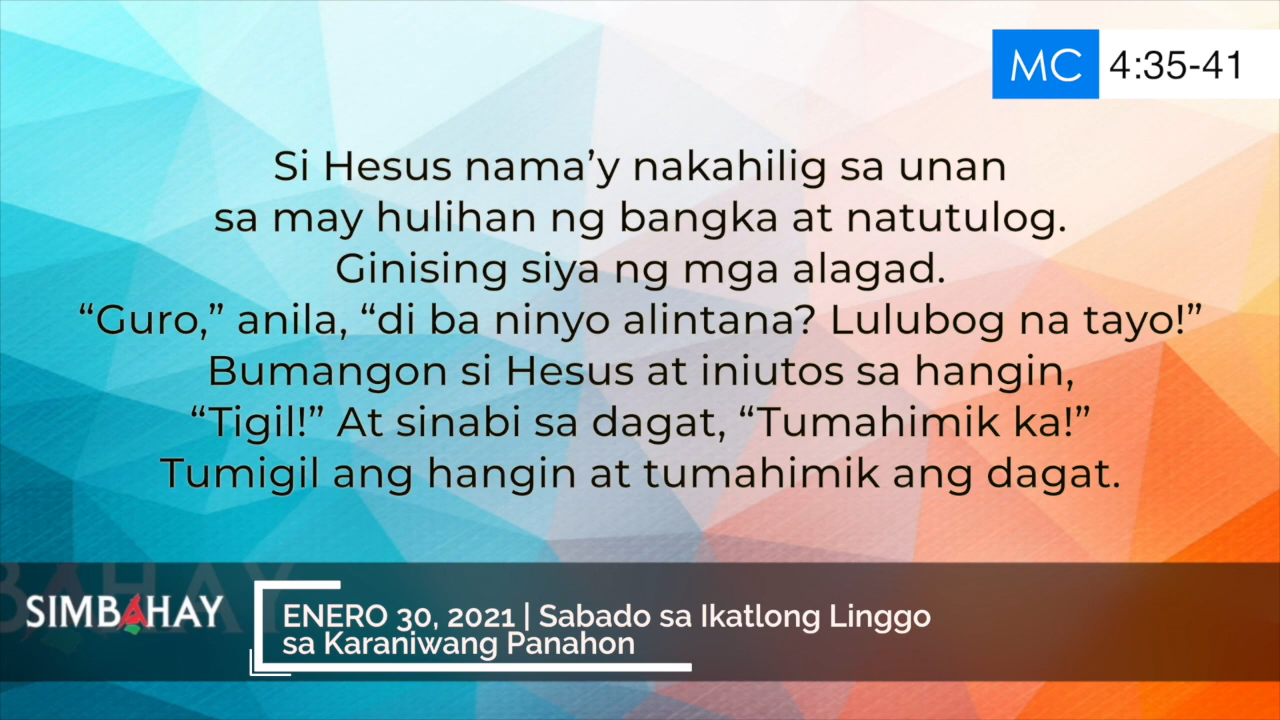 MC 4:35-41
Si Hesus nama’y nakahilig sa unan
sa may hulihan ng bangka at natutulog.
Ginising siya ng mga alagad.
“Guro,” anila, “di ba ninyo alintana? Lulubog na tayo!”
Bumangon si Hesus at iniutos sa hangin,
“Tigil!” At sinabi sa dagat, “Tumahimik ka!”
Tumigil ang hangin at tumahimik ang dagat.
SIMBAHAY
ENERO 30, 2021 | Sabado sa Ikatlong Linggo
sa Karaniwang Panahon